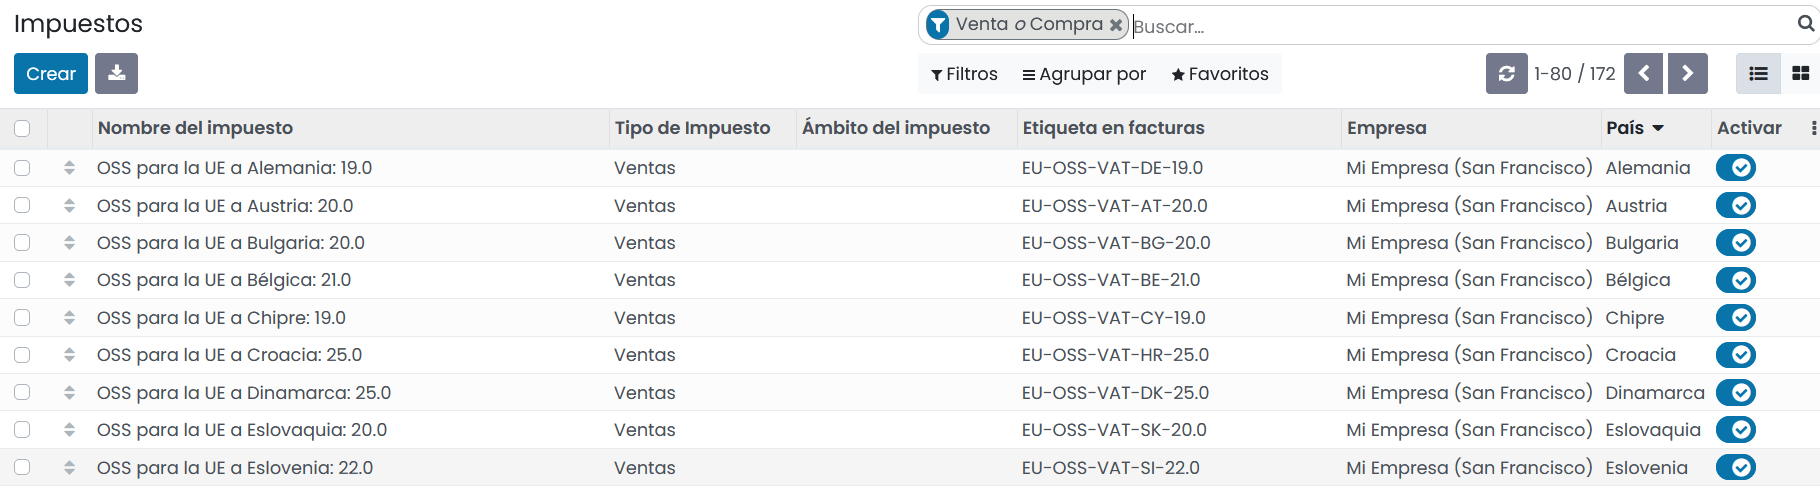 Impuestos
Venta o Compra Buscar...
Crear
Filtros Agrupar por Favoritos 1-80 / 172
Nombre del impuesto Tipo de Impuesto Ámbito del impuesto Etiqueta en facturas Empresa País Activar
OSS para la UE a Alemania: 19.0 Ventas EU-OSS-VAT-DE-19.0 Mi Empresa (San Francisco) Alemania
OSS para la UE a Austria: 20.0 Ventas EU-OSS-VAT-AT-20.0 Mi Empresa (San Francisco) Austria
OSS para la UE a Bulgaria: 20.0 Ventas EU-OSS-VAT-BG-20.0 Mi Empresa (San Francisco) Bulgaria
OSS para la UE a Bélgica: 21.0 Ventas EU-OSS-VAT-BE-21.0 Mi Empresa (San Francisco) Bélgica
OSS para la UE a Chipre: 19.0 Ventas EU-OSS-VAT-CY-19.0 Mi Empresa (San Francisco) Chipre
OSS para la UE a Croacia: 25.0 Ventas EU-OSS-VAT-HR-25.0 Mi Empresa (San Francisco) Croacia
OSS para la UE a Dinamarca: 25.0 Ventas EU-OSS-VAT-DK-25.0 Mi Empresa (San Francisco) Dinamarca
OSS para la UE a Eslovaquia: 20.0 Ventas EU-OSS-VAT-SK-20.0 Mi Empresa (San Francisco) Eslovaquia
OSS para la UE a Eslovenia: 22.0 Ventas EU-OSS-VAT-SI-22.0 Mi Empresa (San Francisco) Eslovenia